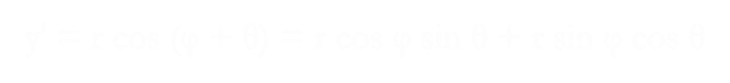 y' = r cos (φ + θ) = r cos φ sin θ + r sin φ cos θ